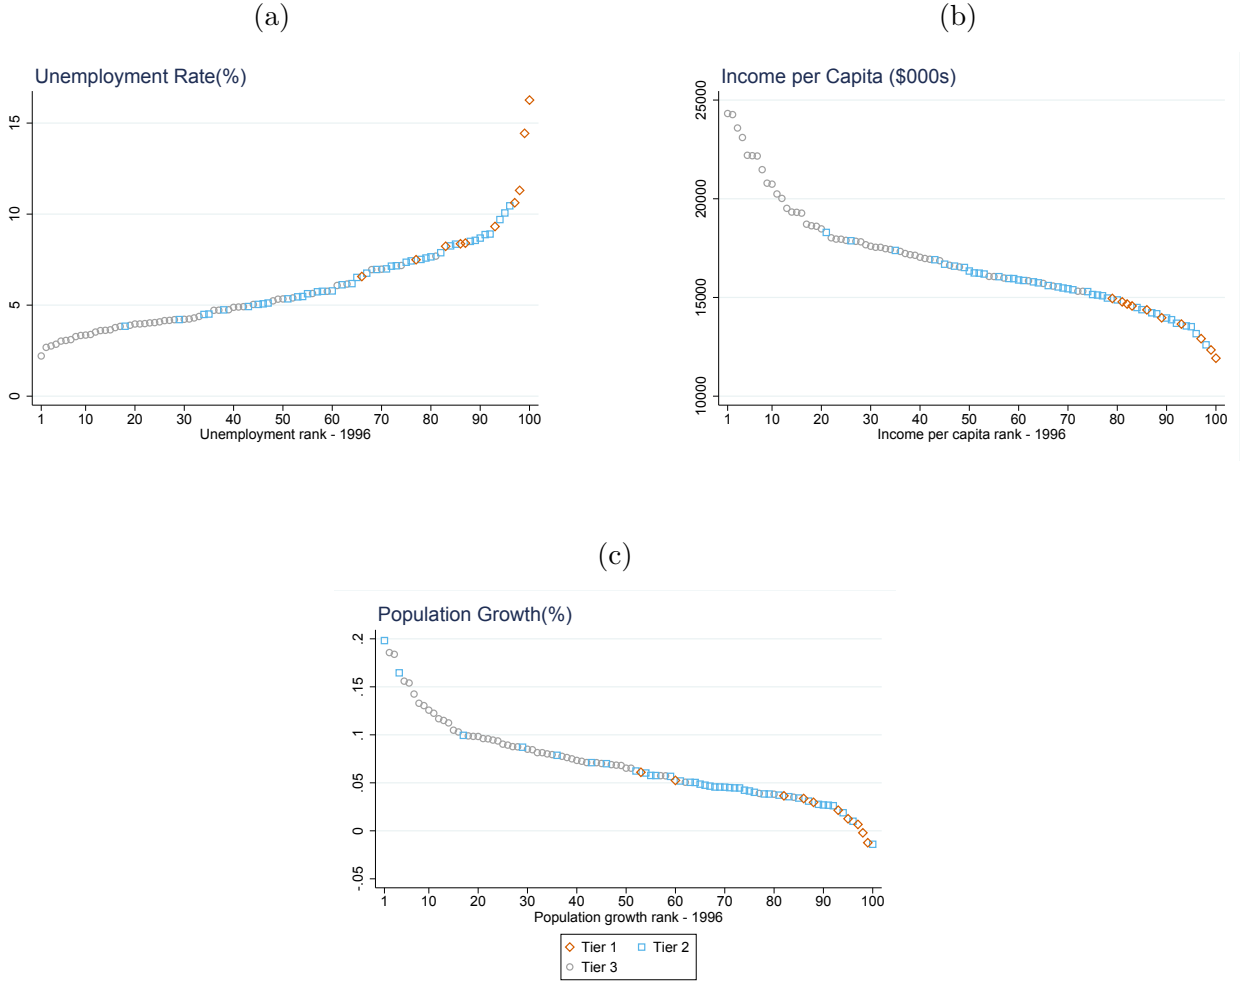 (a)
Unemployment Rate(%)
15
10
5
0
1 10 20 30 40 50 60 70 80 90 100
Unemployment rank - 1996
(b)
Income per Capita ($000s)
25000
20000
15000
10000
1 10 20 30 40 50 60 70 80 90 100
Income per capita rank - 1996
(c)
Population Growth(%)
.2
.15
.1
.05
0
-.05
1 10 20 30 40 50 60 70 80 90 100
Population growth rank - 1996
Tier 1 Tier 2
Tier 3